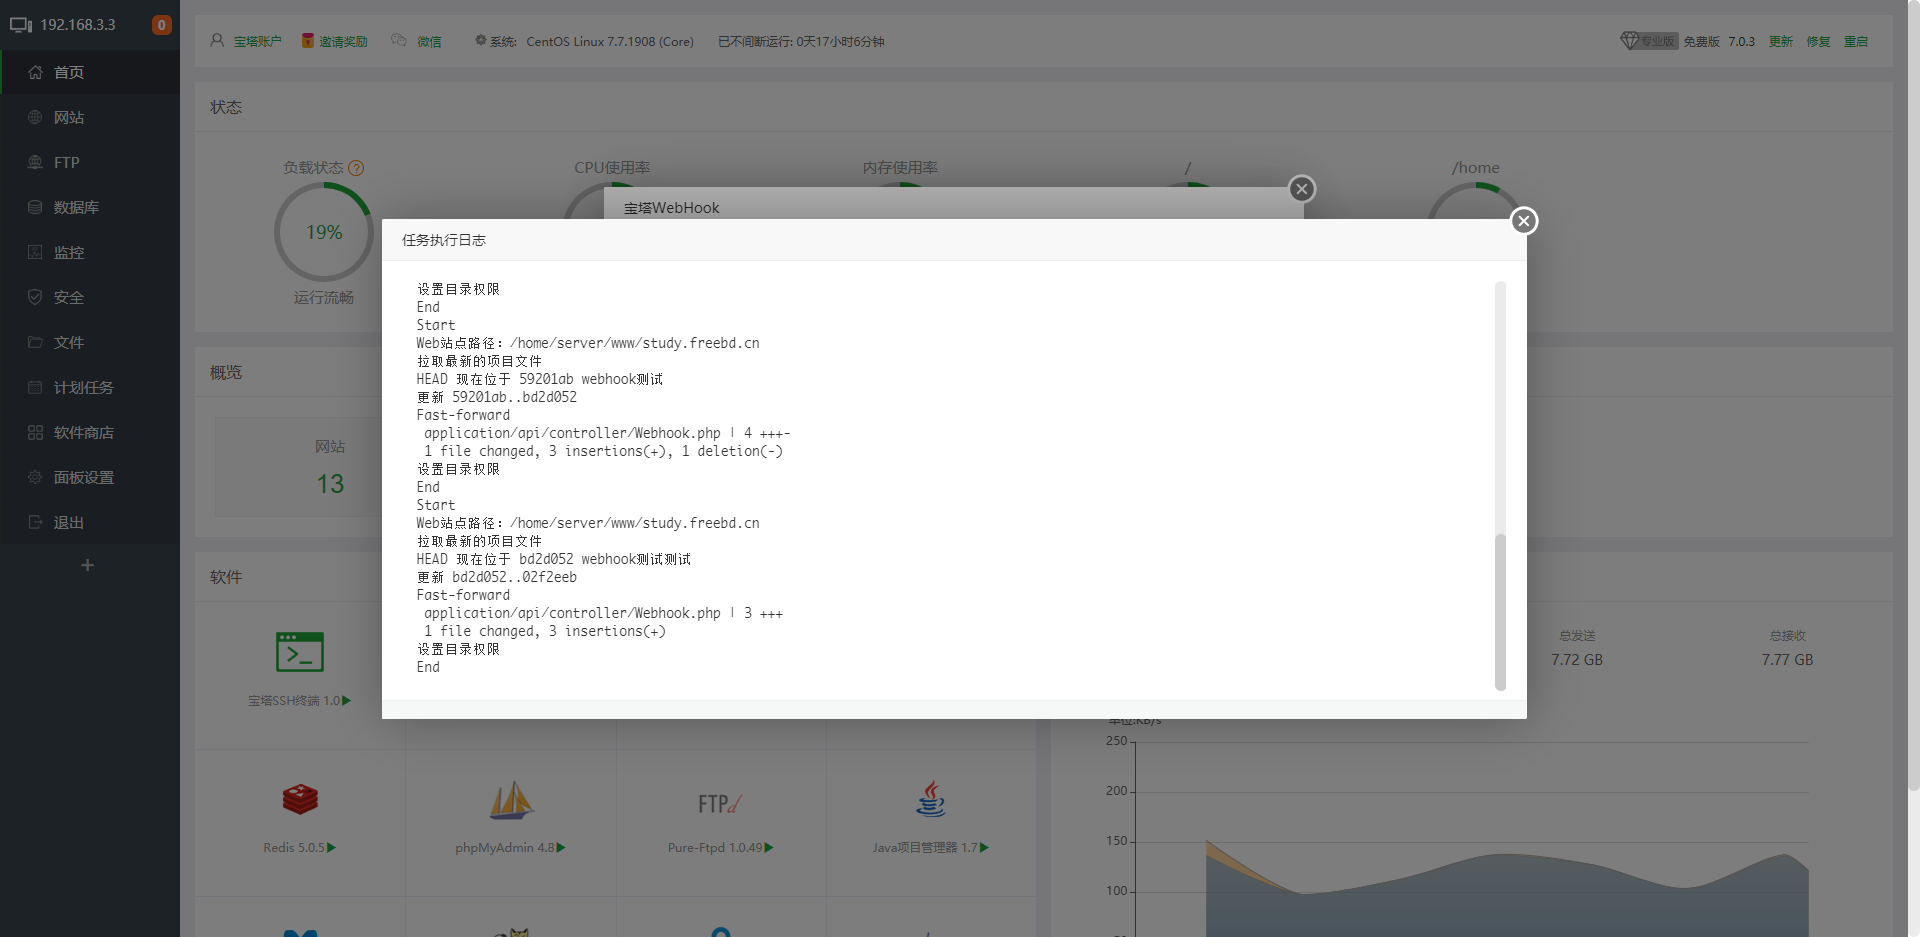 192.168.3.3
0
首页
网站
FTP
数据库
监控
安全
文件
计划任务
软件商店
面板设置
退出
宝塔账户 邀请奖励 微信 系统: CentOS Linux 7.7.1908 (Core) 已不间断运行: 0天17小时6分钟
专业版 免费版 7.0.3 更新 修复 重启
状态
负载状态 ?
19%
运行流畅
CPU使用率
内存使用率
/
/home
宝塔WebHook
任务执行日志
设置目录权限
End
Start
Web站点路径：/home/server/www/study.freebd.cn
拉取最新的项目文件
HEAD 现在位于 59201ab webhook测试
更新 59201ab..bd2d052
Fast-forward
application/api/controller/Webhook.php | 4 +++-
1 file changed, 3 insertions(+), 1 deletion(-)
设置目录权限
End
Start
Web站点路径：/home/server/www/study.freebd.cn
拉取最新的项目文件
HEAD 现在位于 bd2d052 webhook测试测试
更新 bd2d052..02f2eeb
Fast-forward
application/api/controller/Webhook.php | 3 +++
1 file changed, 3 insertions(+)
设置目录权限
End
概览
网站
13
软件
宝塔SSH终端 1.0
Redis 5.0.5
phpMyAdmin 4.8
FTPd
Pure-Ftpd 1.0.49
Java项目管理器 1.7
总发送
7.72 GB
总接收
7.77 GB
单位:KB/s
250
200
150
100